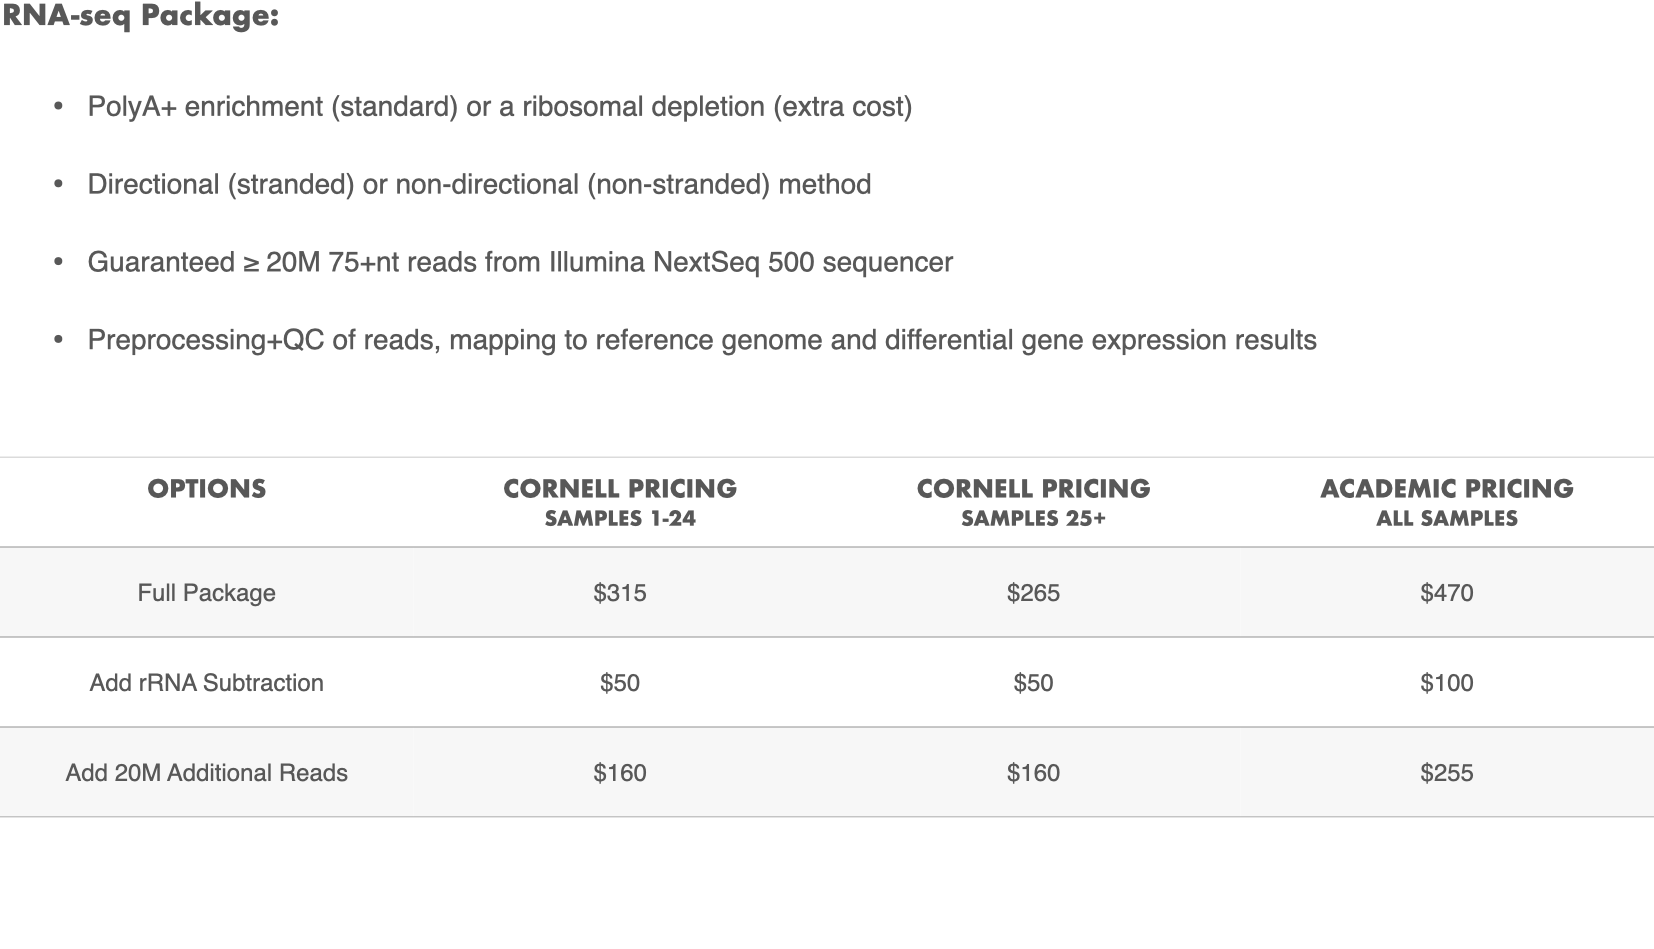 RNA-seq Package:
• PolyA+ enrichment (standard) or a ribosomal depletion (extra cost)
• Directional (stranded) or non-directional (non-stranded) method
• Guaranteed ≥ 20M 75+nt reads from Illumina NextSeq 500 sequencer
• Preprocessing+QC of reads, mapping to reference genome and differential gene expression results
OPTIONS CORNELL PRICING CORNELL PRICING ACADEMIC PRICING
SAMPLES 1-24 SAMPLES 25+ ALL SAMPLES
Full Package $315 $265 $470
Add rRNA Subtraction $50 $50 $100
Add 20M Additional Reads $160 $160 $255